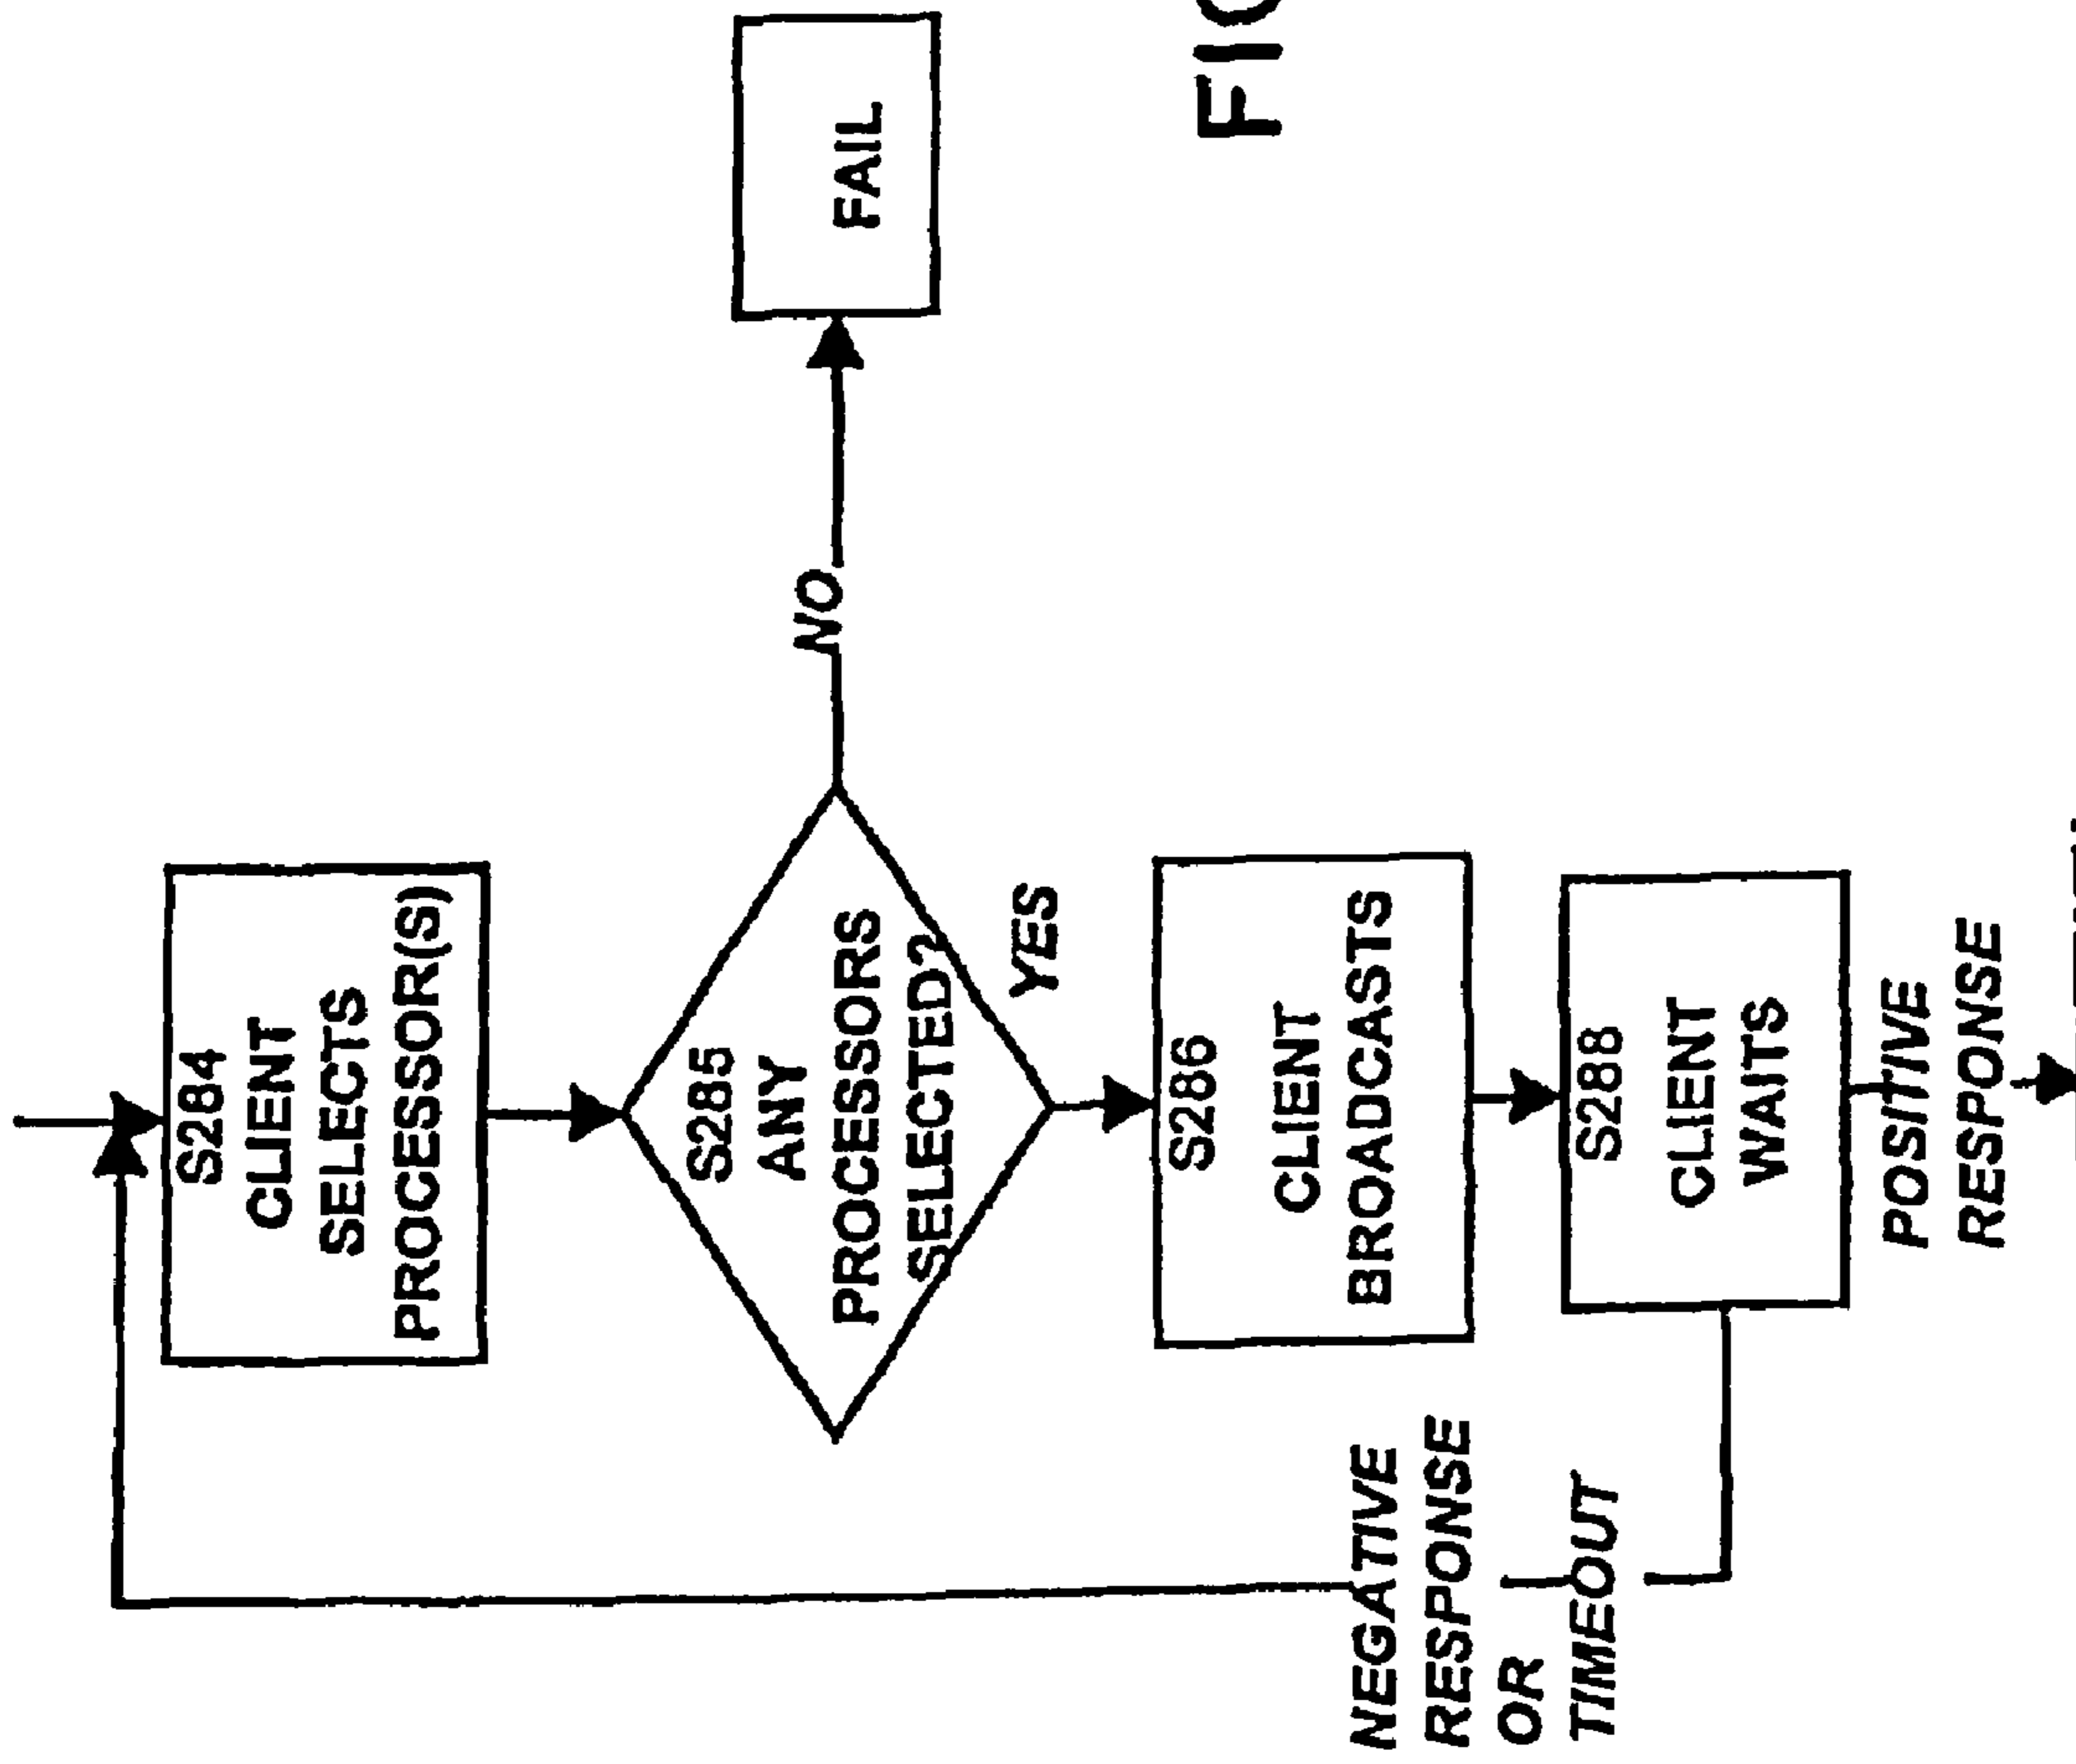 S284
CLIENT
SELECTS
PROCESSOR(S)
S285
ANY
PROCESSORS
SELECTED?
NO
FAIL
YES
S286
CLIENT
BROADCASTS
S288
CLIENT
WAITS
NEGATIVE
RESPONSE
OR
TIMEOUT
POSITIVE
RESPONSE